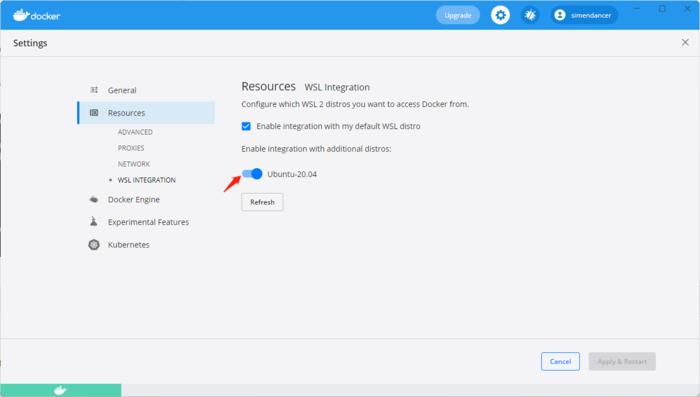 docker
Upgrade
simendancer
Settings
General
Resources
ADVANCED
PROXIES
NETWORK
WSL INTEGRATION
Docker Engine
Experimental Features
Kubernetes
Resources WSL Integration
Configure which WSL 2 distros you want to access Docker from.
Enable integration with my default WSL distro
Enable integration with additional distros:
Ubuntu-20.04
Refresh
Cancel
Apply & Restart